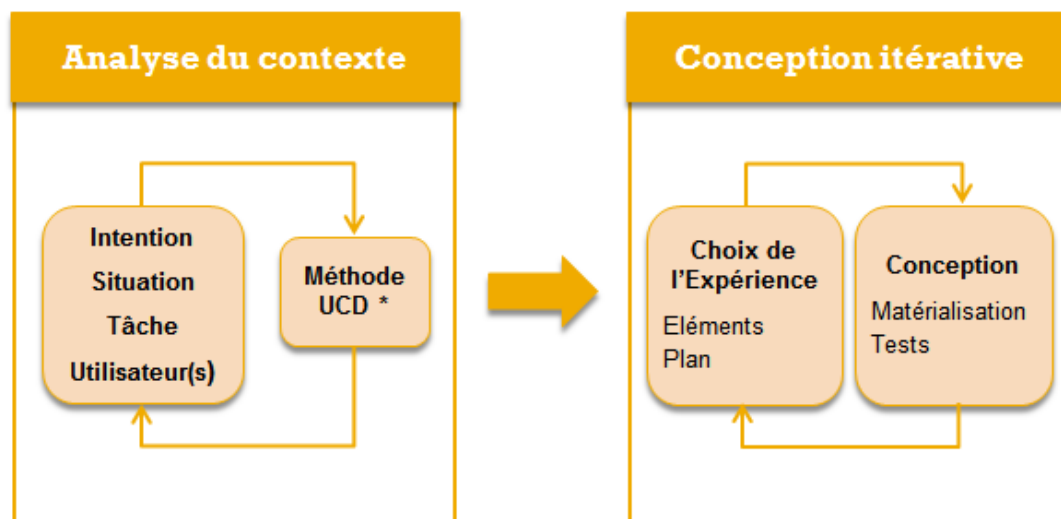 Analyse du contexte
Intention
Situation
Tâche
Utilisateur(s)
Méthode
UCD *
Conception itérative
Choix de
l'Expérience
Eléments
Plan
Conception
Matérialisation
Tests